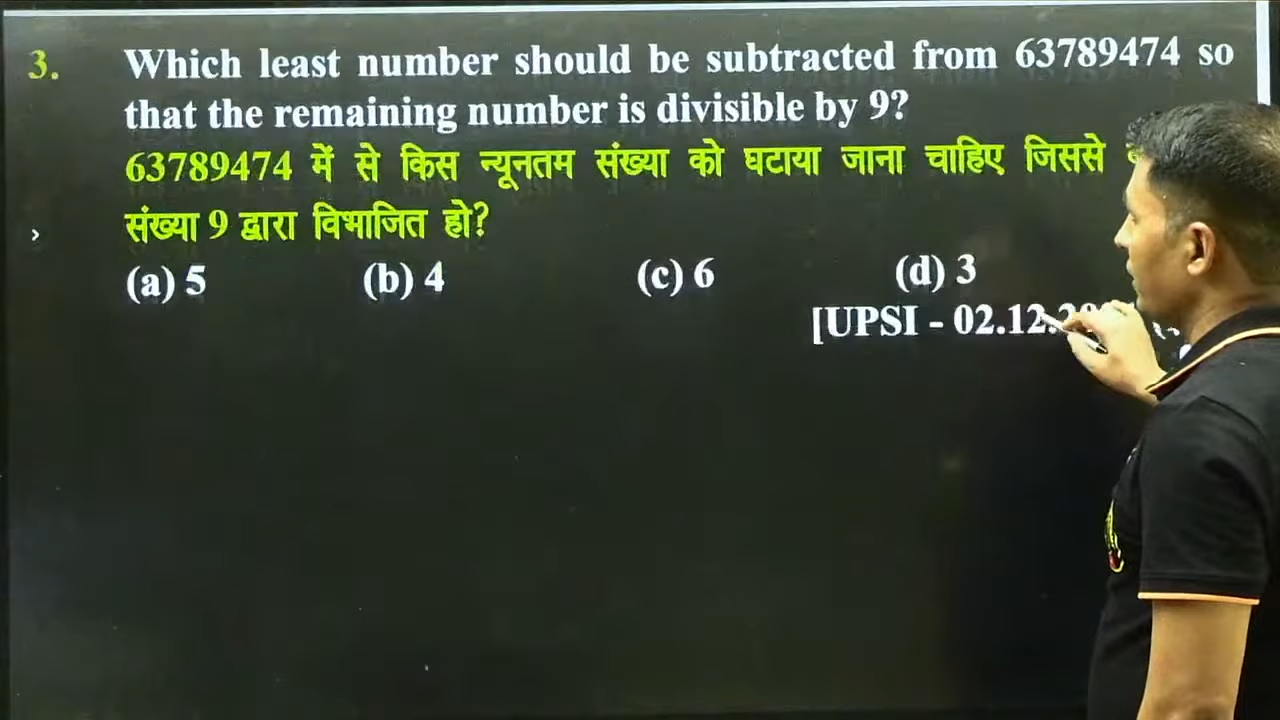 3. Which least number should be subtracted from 63789474 so
that the remaining number is divisible by 9?
63789474 में से किस न्यूनतम संख्या को घटाया जाना चाहिए जिससे
संख्या 9 द्वारा विभाजित हो?
(a) 5 (b) 4 (c) 6 (d) 3
[UPSI - 02.12.